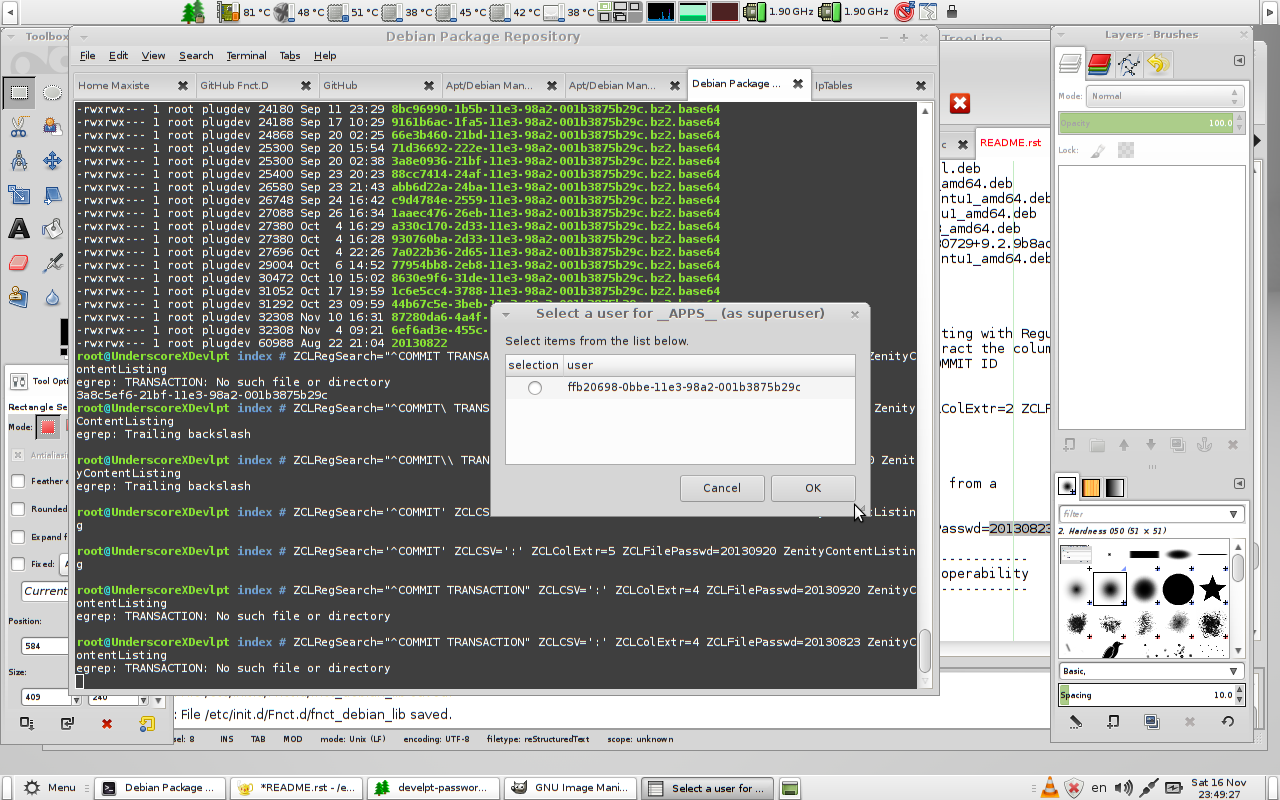 81 °C 48 °C 51 °C 38 °C 45 °C 42 °C 38 °C 1.90 GHz 1.90 GHz
Toolbox
Debian Package Repository
TreeLine
Layers - Brushes
File Edit View Search Terminal Tabs Help
Home Maxiste GitHub Fnct.D GitHub Apt/Debian Man... Apt/Debian Man... Debian Package ... IpTables
-rwxrwx--- 1 root plugdev 24180 Sep 11 23:29 8bc96990-1b5b-11e3-98a2-001b3875b29c.bz2.base64
-rwxrwx--- 1 root plugdev 24188 Sep 17 10:29 9161b6ac-1fa5-11e3-98a2-001b3875b29c.bz2.base64
-rwxrwx--- 1 root plugdev 24868 Sep 20 02:25 66e3b460-21bd-11e3-98a2-001b3875b29c.bz2.base64
-rwxrwx--- 1 root plugdev 25300 Sep 20 15:54 71d36692-222e-11e3-98a2-001b3875b29c.bz2.base64
-rwxrwx--- 1 root plugdev 25300 Sep 20 02:38 3a8e0936-21bf-11e3-98a2-001b3875b29c.bz2.base64
-rwxrwx--- 1 root plugdev 25400 Sep 23 20:23 88cc7414-24af-11e3-98a2-001b3875b29c.bz2.base64
-rwxrwx--- 1 root plugdev 26580 Sep 23 21:43 abb6d22a-24ba-11e3-98a2-001b3875b29c.bz2.base64
-rwxrwx--- 1 root plugdev 26748 Sep 24 16:42 c9d4784e-2559-11e3-98a2-001b3875b29c.bz2.base64
-rwxrwx--- 1 root plugdev 27088 Sep 26 16:34 1aaec476-26eb-11e3-98a2-001b3875b29c.bz2.base64
-rwxrwx--- 1 root plugdev 27380 Oct  4 16:29 a330c170-2d33-11e3-98a2-001b3875b29c.bz2.base64
-rwxrwx--- 1 root plugdev 27380 Oct  4 16:28 930760ba-2d33-11e3-98a2-001b3875b29c.bz2.base64
-rwxrwx--- 1 root plugdev 27696 Oct  4 22:26 7a022b36-2d65-11e3-98a2-001b3875b29c.bz2.base64
-rwxrwx--- 1 root plugdev 29004 Oct  6 14:52 77954bb8-2eb8-11e3-98a2-001b3875b29c.bz2.base64
-rwxrwx--- 1 root plugdev 30472 Oct 10 15:02 8630e9f6-31de-11e3-98a2-001b3875b29c.bz2.base64
-rwxrwx--- 1 root plugdev 31052 Oct 17 19:59 1c6e5cc4-3788-11e3-98a2-001b3875b29c.bz2.base64
-rwxrwx--- 1 root plugdev 31292 Oct 23 09:59 44b67c5e-3beb-
-rwxrwx--- 1 root plugdev 32308 Nov 10 16:31 87280da6-4a4f-
-rwxrwx--- 1 root plugdev 32308 Nov  4 09:21 6ef6ad3e-455c-
-rwxrwx--- 1 root plugdev 60988 Aug 22 21:04 20130822
root@UnderscoreXDevlpt index # ZCLRegSearch="^COMMIT TRANSA ZenityC
ontentListing
egrep: TRANSACTION: No such file or directory
3a8c5ef6-21bf-11e3-98a2-001b3875b29c
root@UnderscoreXDevlpt index # ZCLRegSearch="^COMMIT\ TRANS Zenity
ContentListing
egrep: Trailing backslash
root@UnderscoreXDevlpt index # ZCLRegSearch="^COMMIT\\ TRAN 0 Zenit
yContentListing
egrep: Trailing backslash
root@UnderscoreXDevlpt index # ZCLRegSearch='^COMMIT' ZCLCS tListin
g
root@UnderscoreXDevlpt index # ZCLRegSearch='^COMMIT' ZCLCSV=':' ZCLColExtr=5 ZCLFilePasswd=20130920 ZenityContentListin
g
root@UnderscoreXDevlpt index # ZCLRegSearch="^COMMIT TRANSACTION" ZCLCSV=':' ZCLColExtr=4 ZCLFilePasswd=20130920 ZenityC
ontentListing
egrep: TRANSACTION: No such file or directory
root@UnderscoreXDevlpt index # ZCLRegSearch="^COMMIT TRANSACTION" ZCLCSV=':' ZCLColExtr=4 ZCLFilePasswd=20130823 ZenityC
ontentListing
egrep: TRANSACTION: No such file or directory
Select a user for __APPS__ (as superuser)
Select items from the list below.
selection user
ffb20698-0bbe-11e3-98a2-001b3875b29c
Cancel OK
c README.rst
l.deb
_amd64.deb
ntu1_amd64.deb
u1_amd64.deb
_amd64.deb
30729+9.2.9b8ad
ntu1_amd64.deb
ting with Regu
ract the colum
OMMIT ID
ColExtr=2 ZCLF
from a
Passwd=20130823
-------------
operability
-------------
Tool Opti
Rectangle Se
Mode:
Antialiasin
Feather e
Rounded
Expand f
Fixed: A
Current
Position:
584
Size:
409 240
: File /etc/init.d/Fnct.d/fnct_debian_lib saved.
sel: 8 INS TAB MOD mode: Unix (LF) encoding: UTF-8 filetype: reStructuredText scope: unknown
Mode: Normal
Opacity 100.0
Lock:
filter
2. Hardness 050 (51 × 51)
Basic,
Spacing 10.0
Menu Debian Package ... *README.rst - /e... develpt-passwor... GNU Image Mani... Select a user for ... en Sat 16 Nov
23:49:27